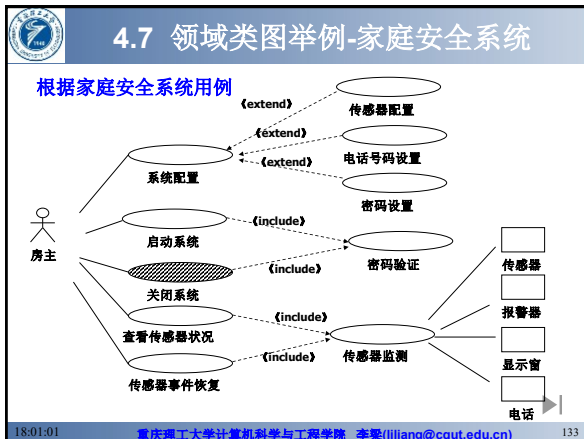 4.7 领域类图举例-家庭安全系统
根据家庭安全系统用例
《extend》
传感器配置
《extend》
电话号码设置
《extend》
系统配置
密码设置
《include》
启动系统
密码验证
房主
《include》
传感器
关闭系统
报警器
《include》
查看传感器状况
传感器监测
《include》
显示窗
传感器事件恢复
电话
18:01:01
重庆理工大学计算机科学与工程学院 李梁(liliang@cqut.edu.cn)
133